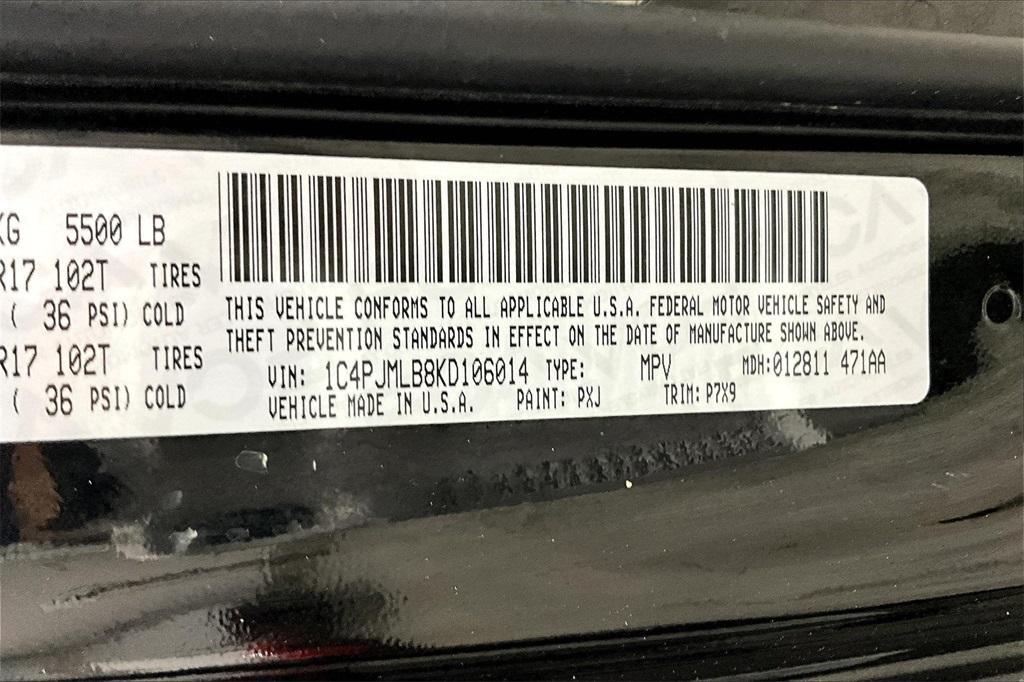 KG 5500 LB
R17 102T TIRES
( 36 PSI) COLD
R17 102T TIRES
( 36 PSI) COLD
THIS VEHICLE CONFORMS TO ALL APPLICABLE U.S.A. FEDERAL MOTOR VEHICLE SAFETY AND
THEFT PREVENTION STANDARDS IN EFFECT ON THE DATE OF MANUFACTURE SHOWN ABOVE.
VIN: 1C4PJMLB8KD106014 TYPE: MPV MDH:012811 471AA
VEHICLE MADE IN U.S.A. PAINT: PXJ TRIM: P7X9